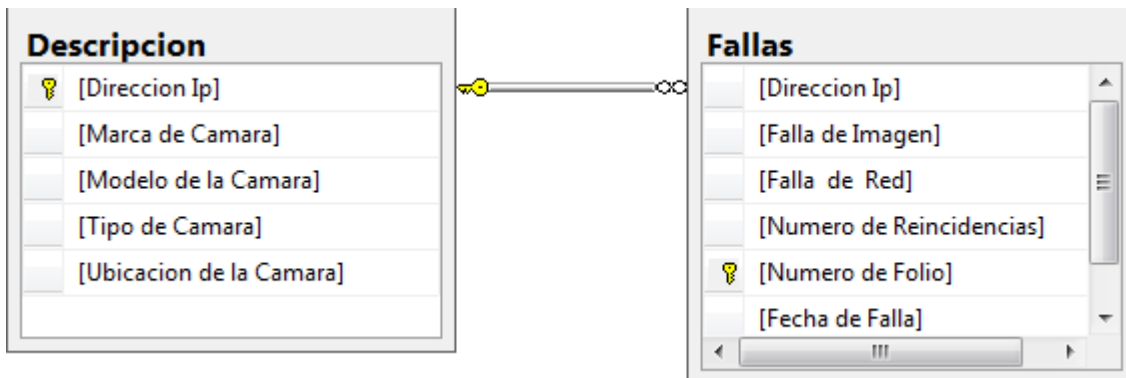 Descripcion
[Direccion Ip]
[Marca de Camara]
[Modelo de la Camara]
[Tipo de Camara]
[Ubicacion de la Camara]
Fallas
[Direccion Ip]
[Falla de Imagen]
[Falla  de  Red]
[Numero de Reincidencias]
[Numero de Folio]
[Fecha de Falla]